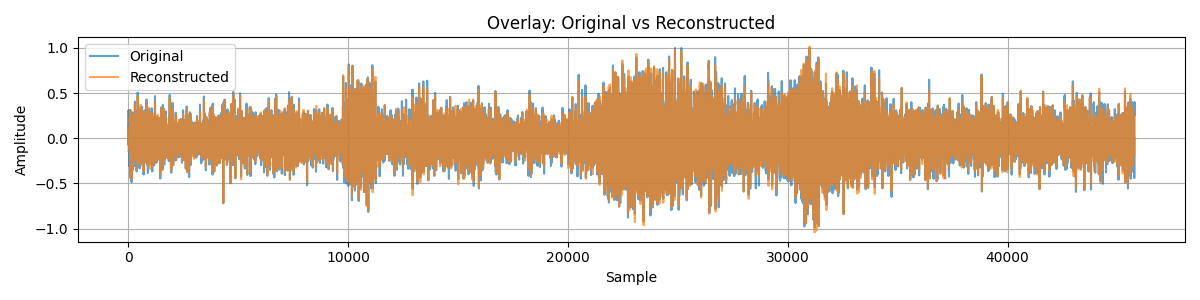 Overlay: Original vs Reconstructed
Original
Reconstructed
1.0
0.5
0.0
−0.5
−1.0
Amplitude
0 10000 20000 30000 40000
Sample